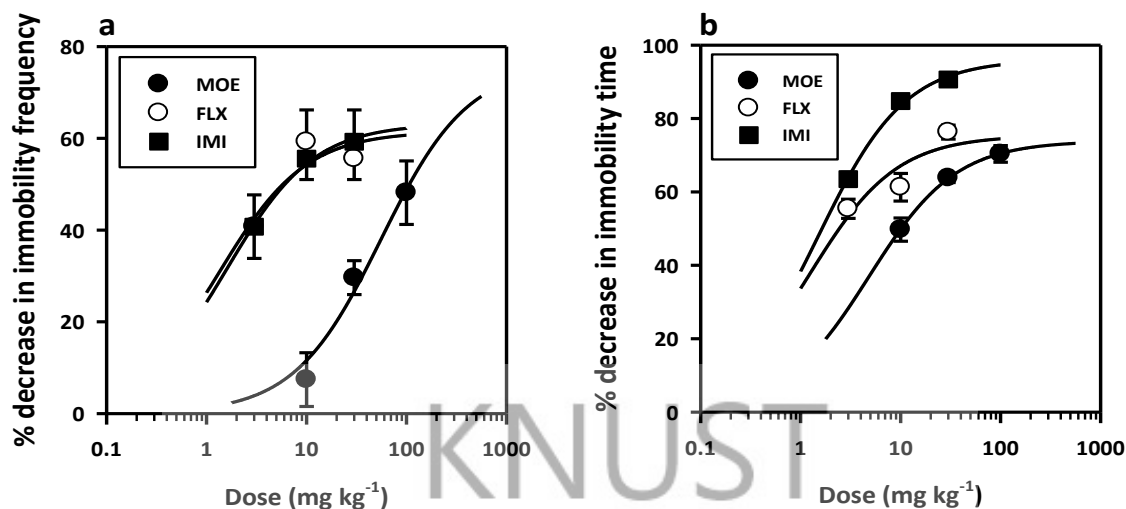 a
% decrease in immobility frequency
80
60
40
20
0
MOE
FLX
IMI
0.1 1 10 100 1000
Dose (mg kg⁻¹)
b
% decrease in immobility time
100
80
60
40
20
0
MOE
FLX
IMI
0.1 1 10 100 1000
Dose (mg kg⁻¹)
KNUST